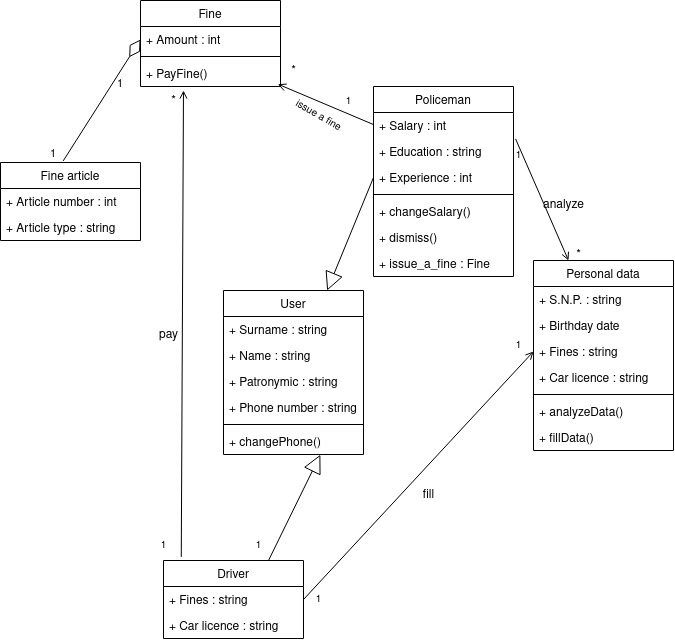 Fine
+ Amount : int
+ PayFine()
*
1
issue a fine
*
1
1
Policeman
+ Salary : int
+ Education : string
+ Experience : int
+ changeSalary()
+ dismiss()
+ issue_a_fine : Fine
1
analyze
*
Fine article
+ Article number : int
+ Article type : string
User
+ Surname : string
+ Name : string
+ Patronymic : string
+ Phone number : string
+ changePhone()
Personal data
+ S.N.P. : string
+ Birthday date
+ Fines : string
+ Car licence : string
+ analyzeData()
+ fillData()
1
pay
fill
1
1
1
Driver
+ Fines : string
+ Car licence : string